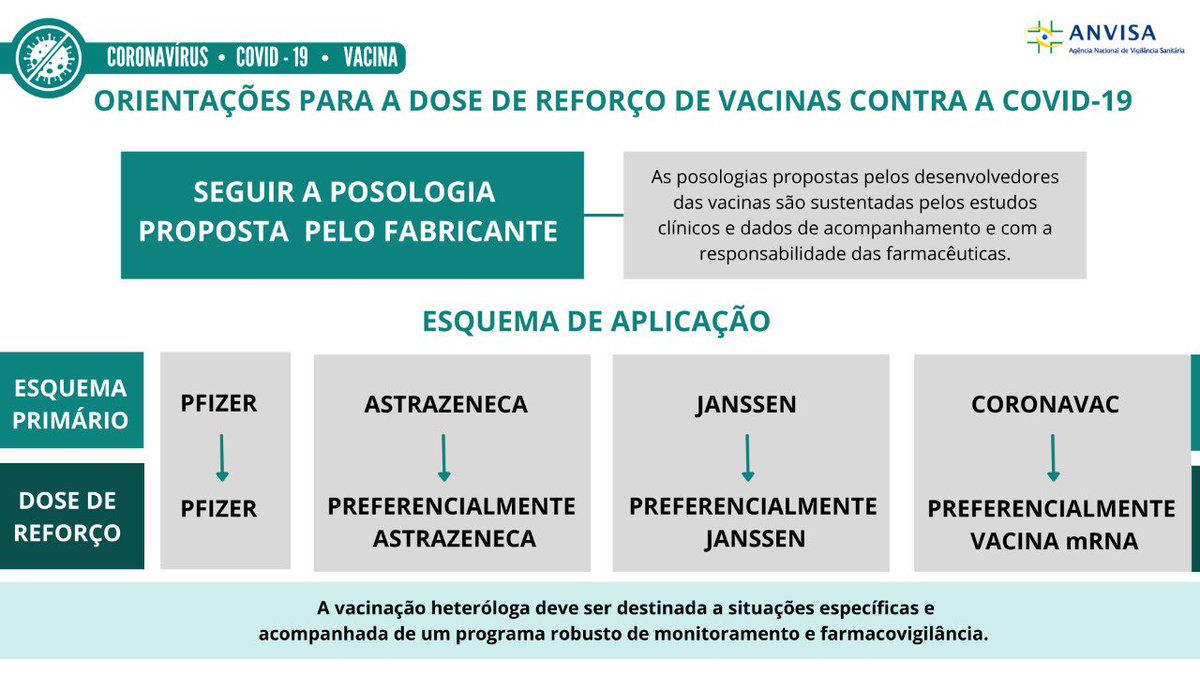 CORONAVÍRUS • COVID - 19 • VACINA
ANVISA
Agência Nacional de Vigilância Sanitária
ORIENTAÇÕES PARA A DOSE DE REFORÇO DE VACINAS CONTRA A COVID-19
SEGUIR A POSOLOGIA
PROPOSTA PELO FABRICANTE
As posologias propostas pelos desenvolvedores
das vacinas são sustentadas pelos estudos
clínicos e dados de acompanhamento e com a
responsabilidade das farmacêuticas.
ESQUEMA DE APLICAÇÃO
ESQUEMA
PRIMÁRIO
PFIZER
ASTRAZENECA
JANSSEN
CORONAVAC
DOSE DE
REFORÇO
PFIZER
PREFERENCIALMENTE
ASTRAZENECA
PREFERENCIALMENTE
JANSSEN
PREFERENCIALMENTE
VACINA mRNA
A vacinação heteróloga deve ser destinada a situações específicas e
acompanhada de um programa robusto de monitoramento e farmacovigilância.